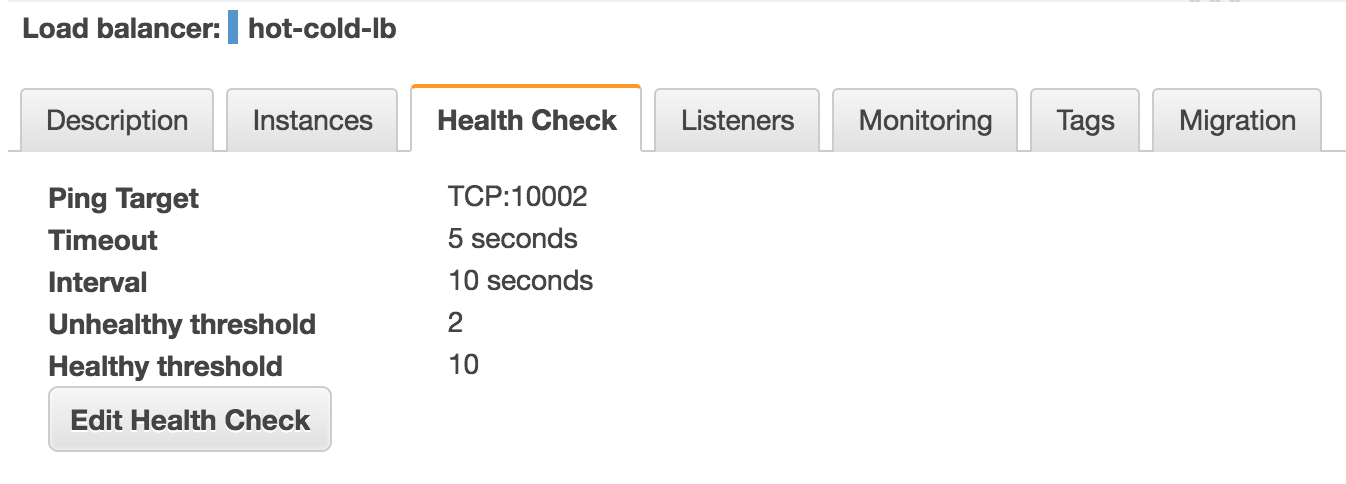 Load balancer: hot-cold-lb
Description Instances Health Check Listeners Monitoring Tags Migration
Ping Target TCP:10002
Timeout 5 seconds
Interval 10 seconds
Unhealthy threshold 2
Healthy threshold 10
Edit Health Check